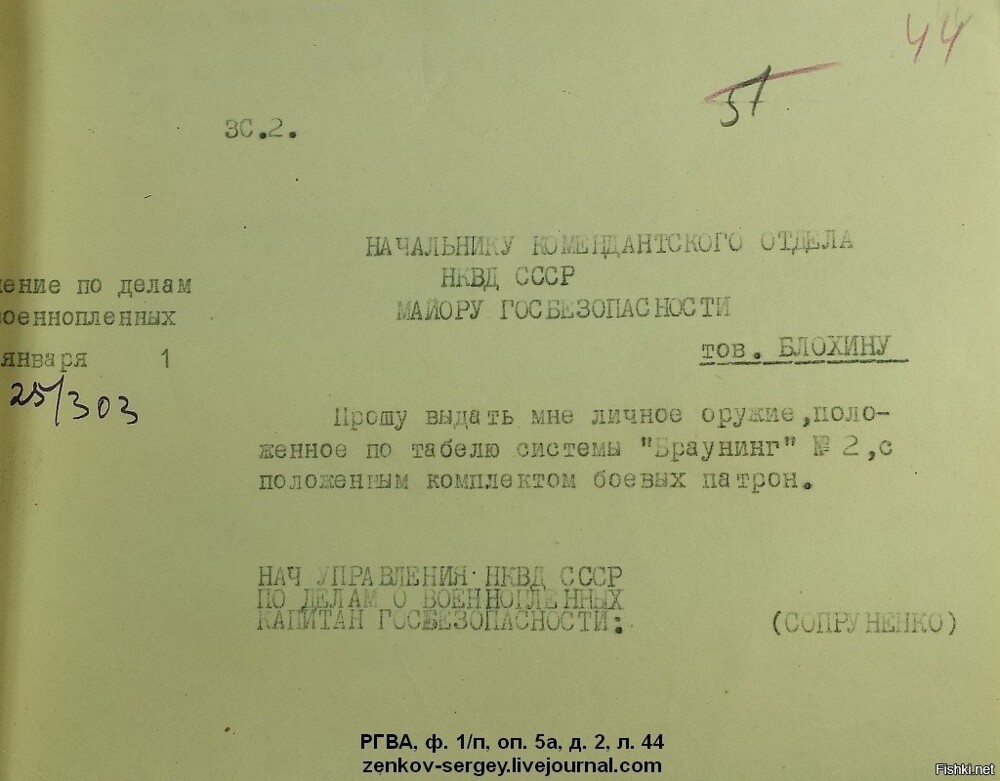 44
51
ЗС.2.
НАЧАЛЬНИКУ КОМЕНДАНТСКОГО ОТДЕЛА
НКВД СССР
МАЙОРУ ГОСБЕЗОПАСНОСТИ
тов. БЛОХИНУ
ение по делам
военнопленных
января 1
25/303
Прошу выдать мне личное оружие,поло-
женное по табелю системы "Браунинг" № 2,с
положенным комплектом боевых патрон.
НАЧ УПРАВЛЕНИЯ НКВД СССР
ПО ДЕЛАМ О ВОЕННОПЛЕННЫХ
КАПИТАН ГОСБЕЗОПАСНОСТИ: (СОПРУНЕНКО)
РГВА, ф. 1/п, оп. 5а, д. 2, л. 44
zenkov-sergey.livejournal.com
Fishki.net